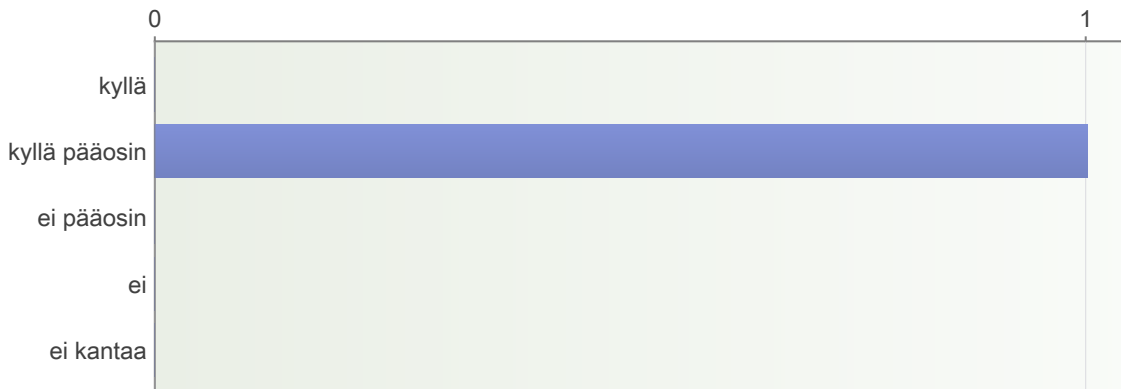 0 1
kyllä
kyllä pääosin
ei pääosin
ei
ei kantaa